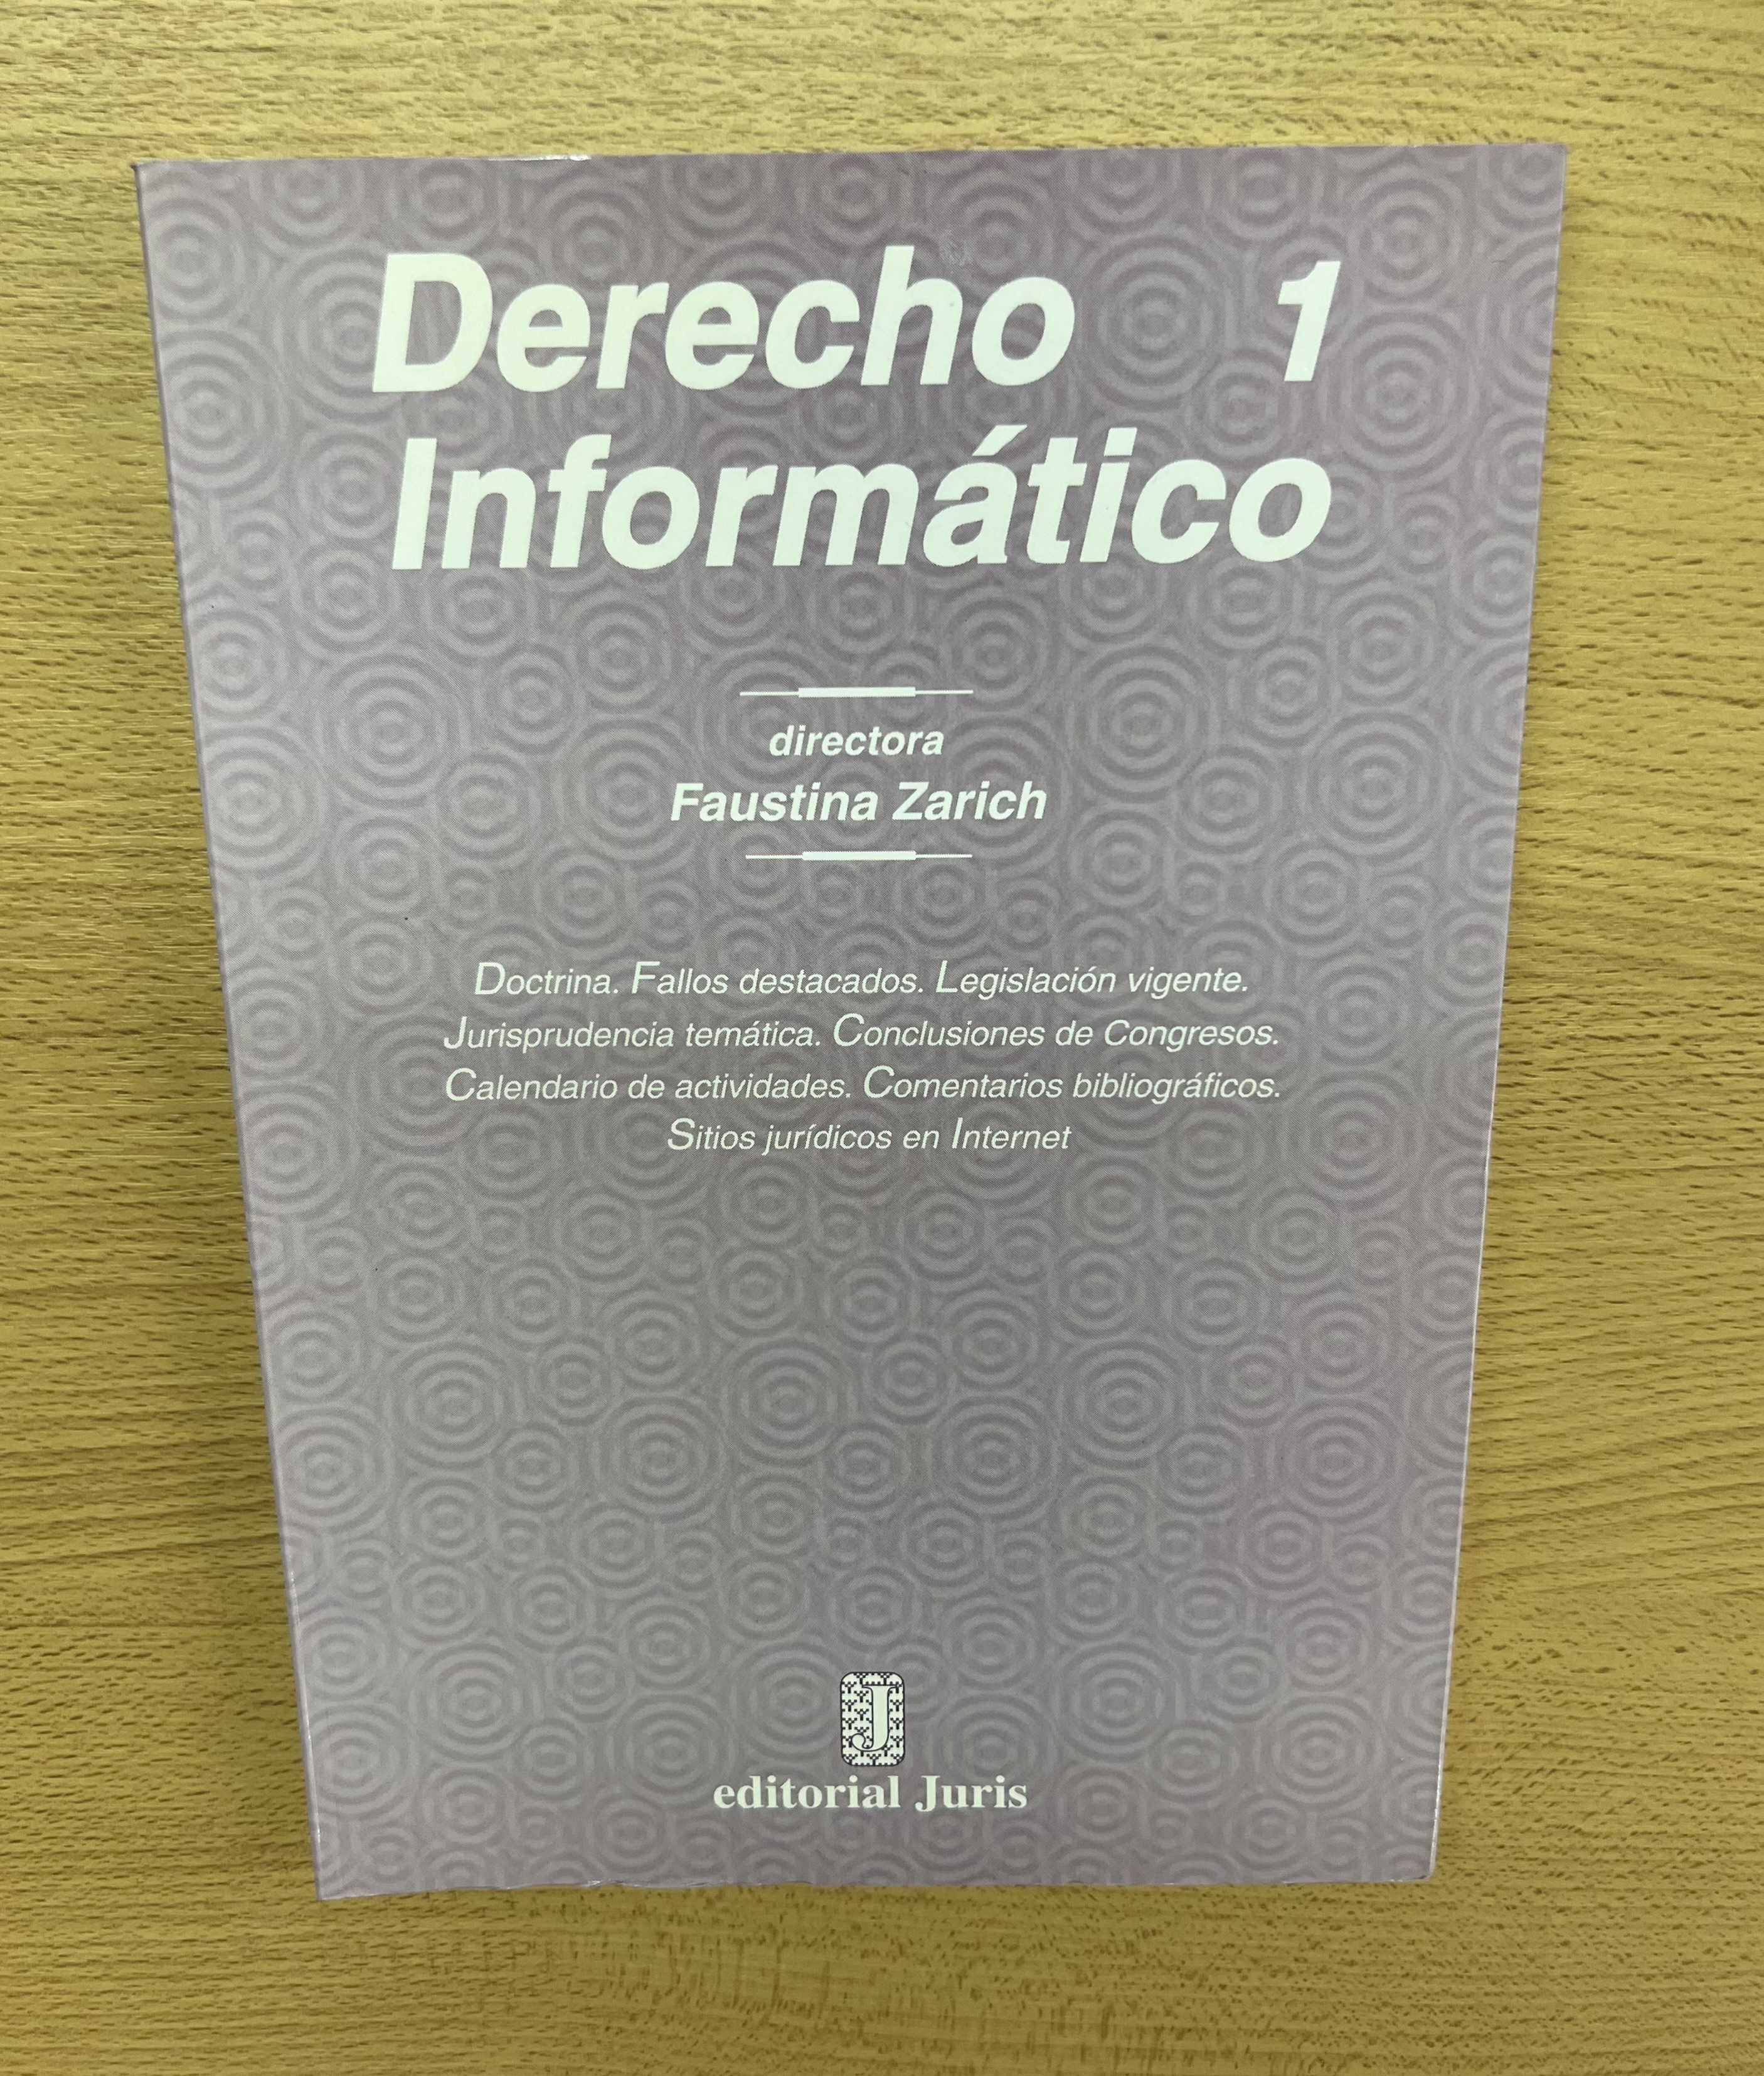 Derecho 1
Informático
directora
Faustina Zarich
Doctrina. Fallos destacados. Legislación vigente.
Jurisprudencia temática. Conclusiones de Congresos.
Calendario de actividades. Comentarios bibliográficos.
Sitios jurídicos en Internet
J
editorial Juris